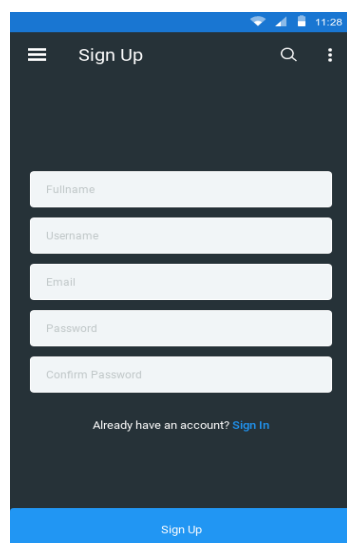 11:28
Sign Up
Fullname
Username
Email
Password
Confirm Password
Already have an account? Sign In
Sign Up